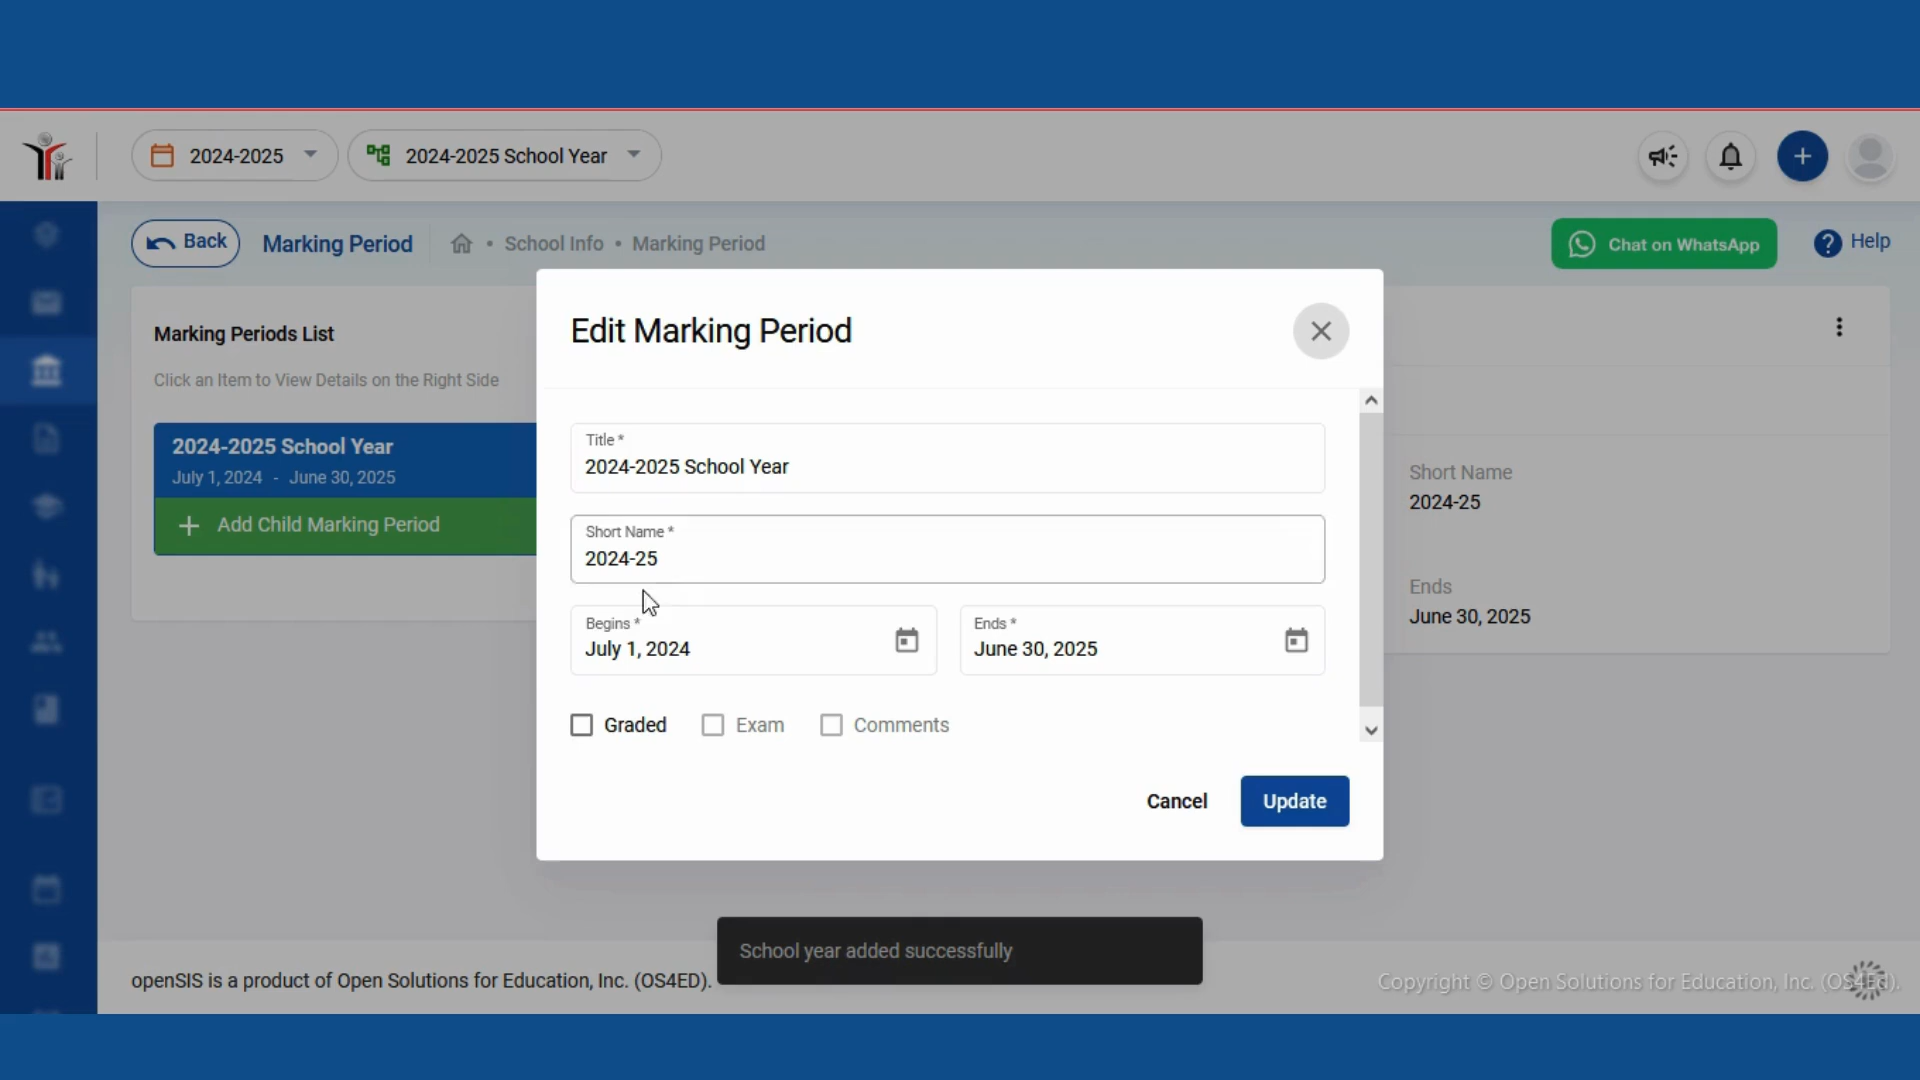 2024-2025
2024-2025 School Year
Back
Marking Period
School Info • Marking Period
Chat on WhatsApp
Help
Marking Periods List
Click an Item to View Details on the Right Side
2024-2025 School Year
July 1, 2024 - June 30, 2025
Add Child Marking Period
Edit Marking Period
Title *
2024-2025 School Year
Short Name *
2024-25
Begins *
July 1, 2024
Ends *
June 30, 2025
Graded
Exam
Comments
Cancel
Update
Short Name
2024-25
Ends
June 30, 2025
School year added successfully
openSIS is a product of Open Solutions for Education, Inc. (OS4ED).
Copyright © Open Solutions for Education, Inc. (OS4Ed).